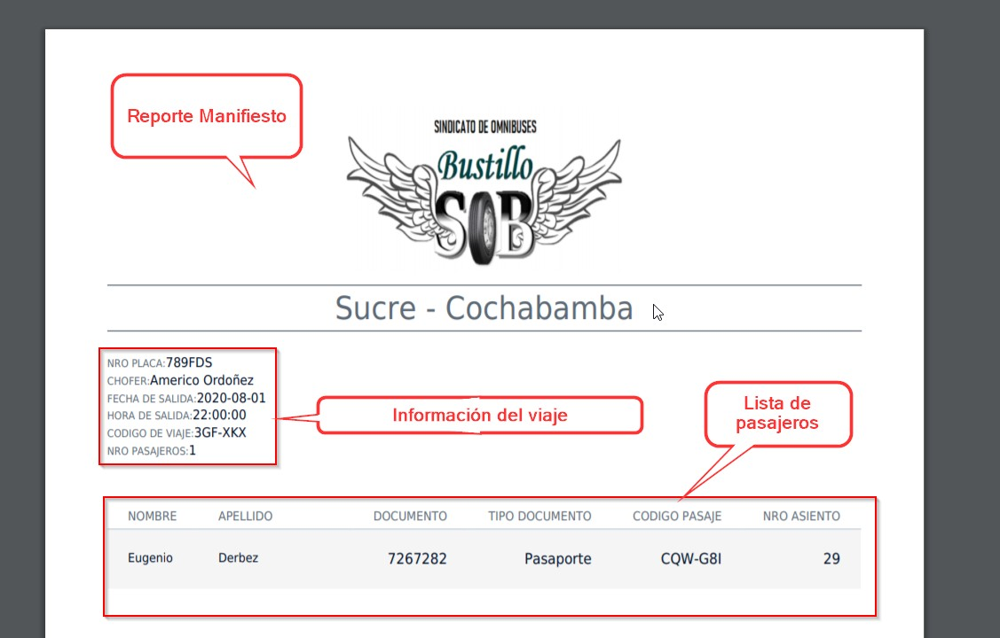 Reporte Manifiesto
SINDICATO DE OMNIBUSES
Bustillo
SOB
Sucre - Cochabamba
NRO PLACA:789FDS
CHOFER:Americo Ordoñez
FECHA DE SALIDA:2020-08-01
HORA DE SALIDA:22:00:00
CODIGO DE VIAJE:3GF-XKX
NRO PASAJEROS:1
Información del viaje
Lista de
pasajeros
NOMBRE APELLIDO DOCUMENTO TIPO DOCUMENTO CODIGO PASAJE NRO ASIENTO
Eugenio Derbez 7267282 Pasaporte CQW-G8I 29